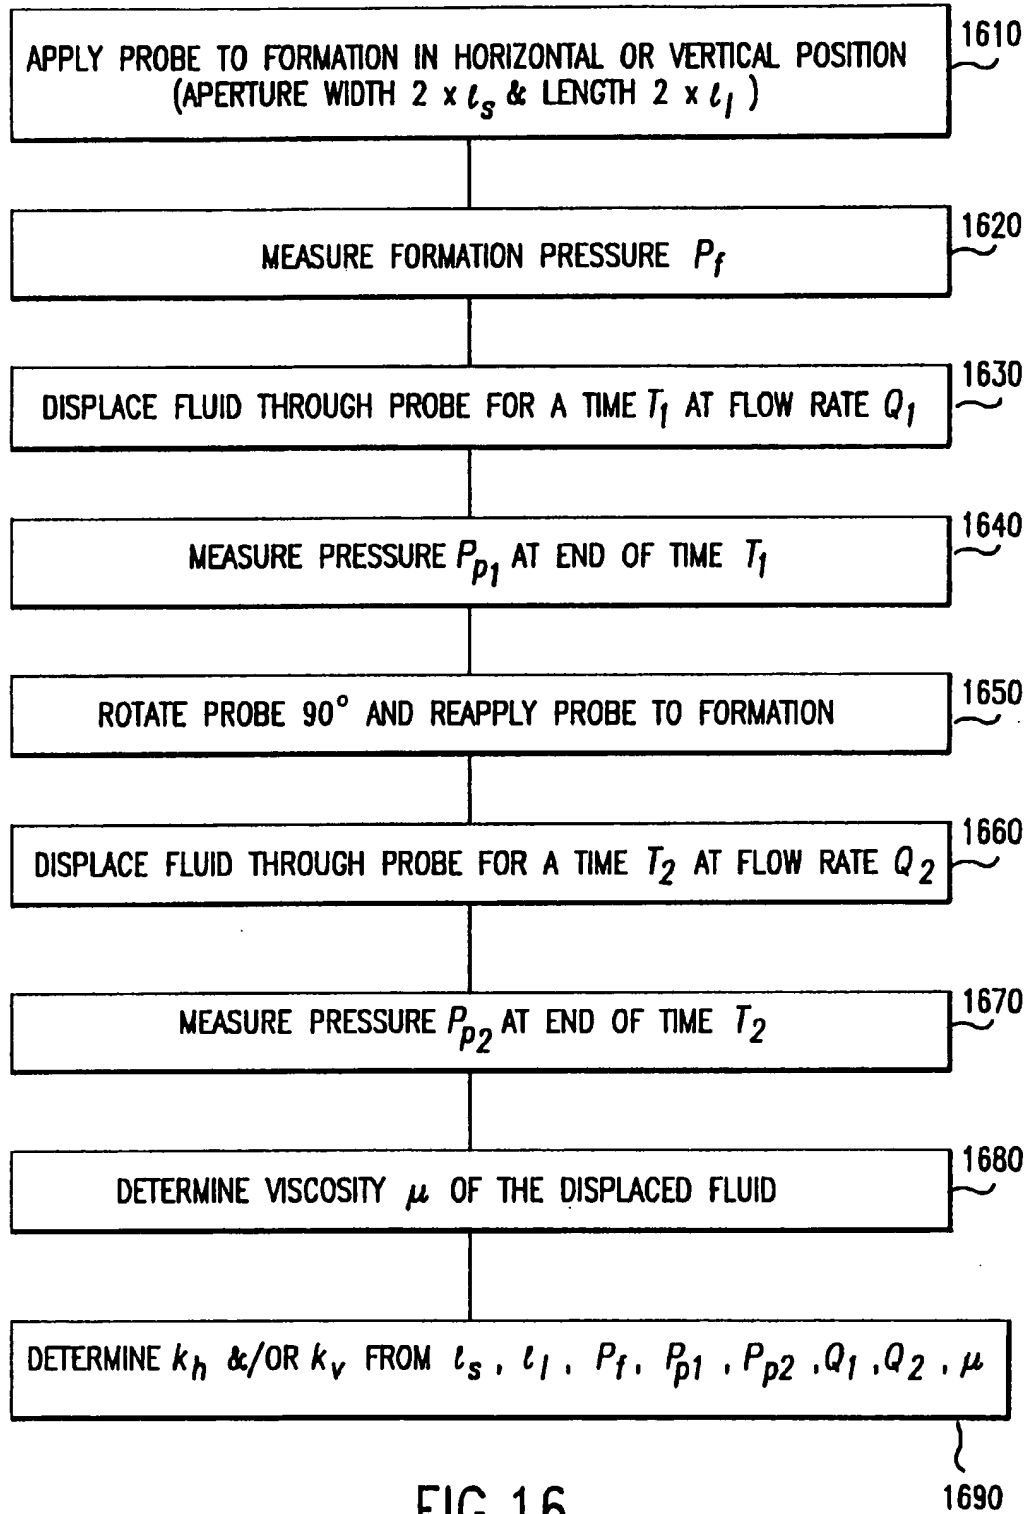 APPLY PROBE TO FORMATION IN HORIZONTAL OR VERTICAL POSITION
(APERTURE WIDTH 2 x ℓs & LENGTH 2 x ℓl )
1610
MEASURE FORMATION PRESSURE Pf
1620
DISPLACE FLUID THROUGH PROBE FOR A TIME T1 AT FLOW RATE Q1
1630
MEASURE PRESSURE Pp1 AT END OF TIME T1
1640
ROTATE PROBE 90° AND REAPPLY PROBE TO FORMATION
1650
DISPLACE FLUID THROUGH PROBE FOR A TIME T2 AT FLOW RATE Q2
1660
MEASURE PRESSURE Pp2 AT END OF TIME T2
1670
DETERMINE VISCOSITY μ OF THE DISPLACED FLUID
1680
DETERMINE kh &/OR kv FROM ℓs , ℓl , Pf, Pp1 , Pp2 , Q1 , Q2 , μ
1690
FIG 16